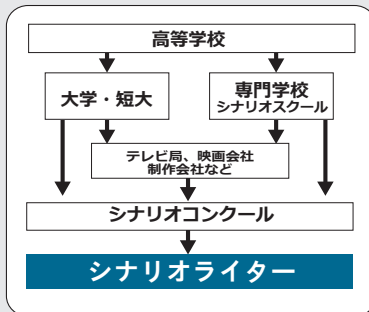 高等学校
大学・短大
専門学校
シナリオスクール
テレビ局、映画会社
制作会社など
シナリオコンクール
シナリオライター